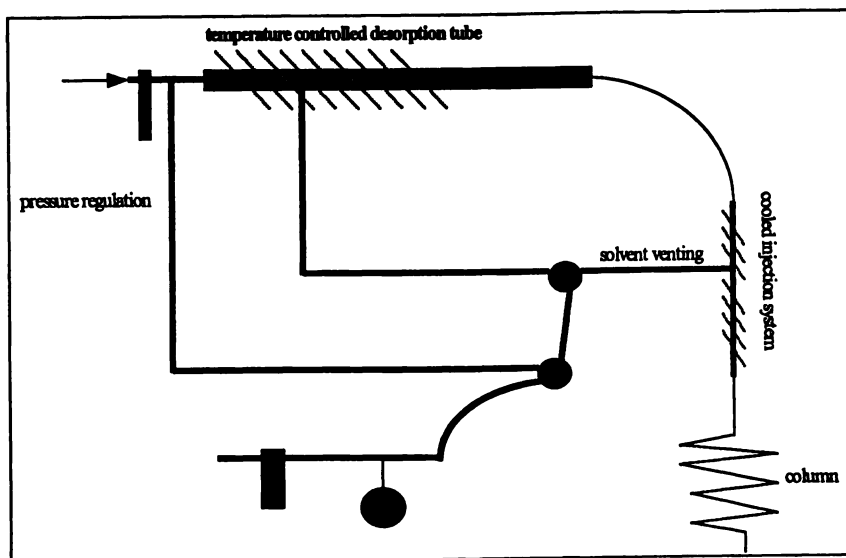 temperature controlled desorption tube
pressure regulation
solvent venting
cooled injection system
column